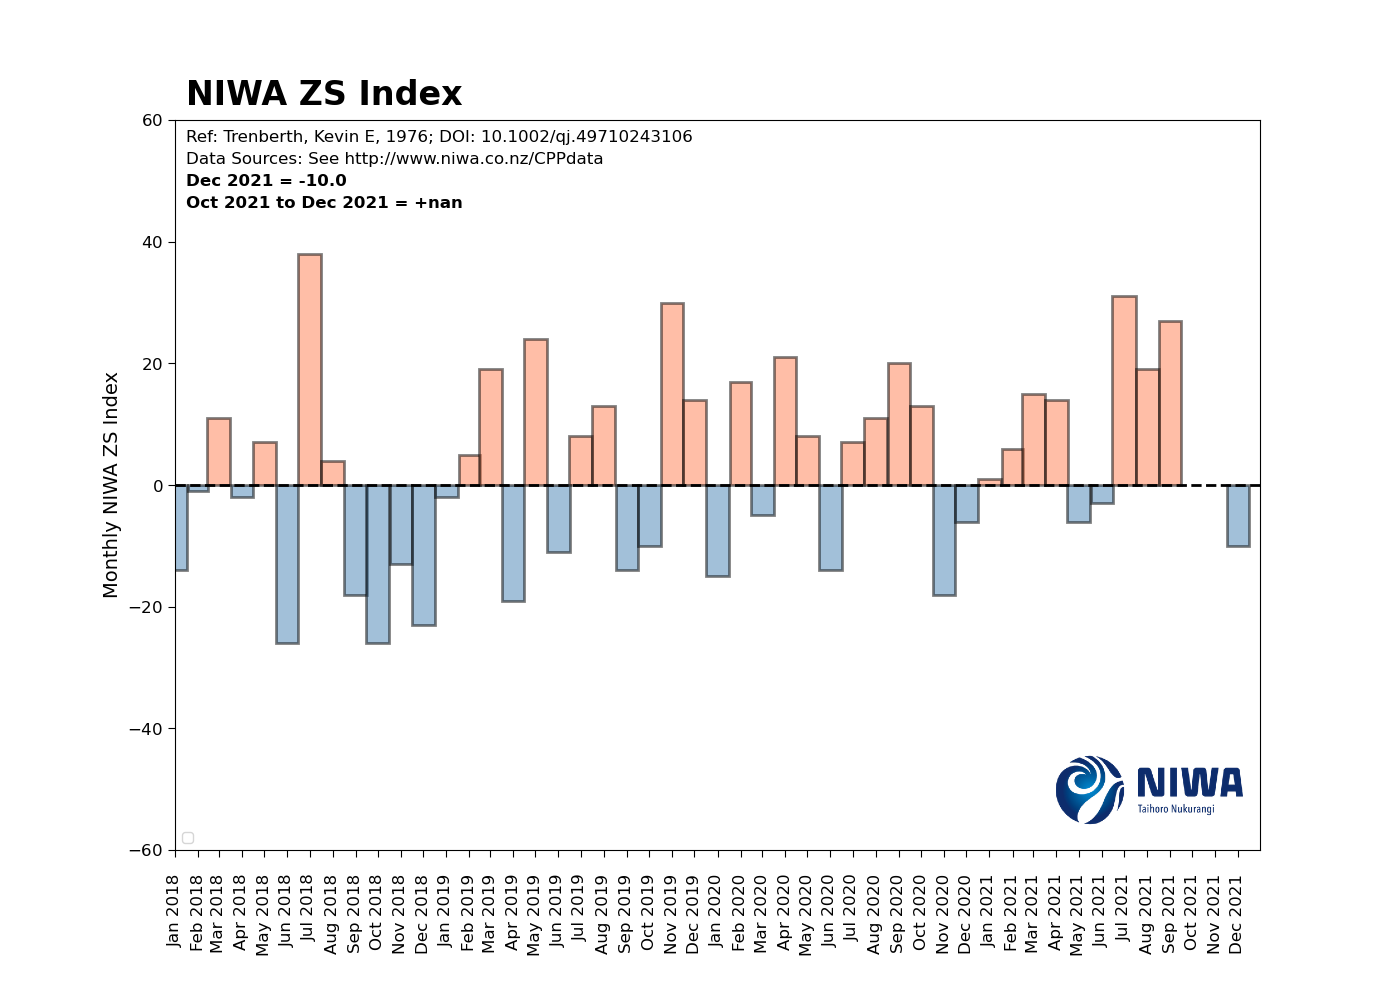 NIWA ZS Index
Ref: Trenberth, Kevin E, 1976; DOI: 10.1002/qj.49710243106
Data Sources: See http://www.niwa.co.nz/CPPdata
Dec 2021 = -10.0
Oct 2021 to Dec 2021 = +nan
Monthly NIWA ZS Index
60
40
20
0
−20
−40
−60
NIWA
Taihoro Nukurangi
Jan 2018
Feb 2018
Mar 2018
Apr 2018
May 2018
Jun 2018
Jul 2018
Aug 2018
Sep 2018
Oct 2018
Nov 2018
Dec 2018
Jan 2019
Feb 2019
Mar 2019
Apr 2019
May 2019
Jun 2019
Jul 2019
Aug 2019
Sep 2019
Oct 2019
Nov 2019
Dec 2019
Jan 2020
Feb 2020
Mar 2020
Apr 2020
May 2020
Jun 2020
Jul 2020
Aug 2020
Sep 2020
Oct 2020
Nov 2020
Dec 2020
Jan 2021
Feb 2021
Mar 2021
Apr 2021
May 2021
Jun 2021
Jul 2021
Aug 2021
Sep 2021
Oct 2021
Nov 2021
Dec 2021